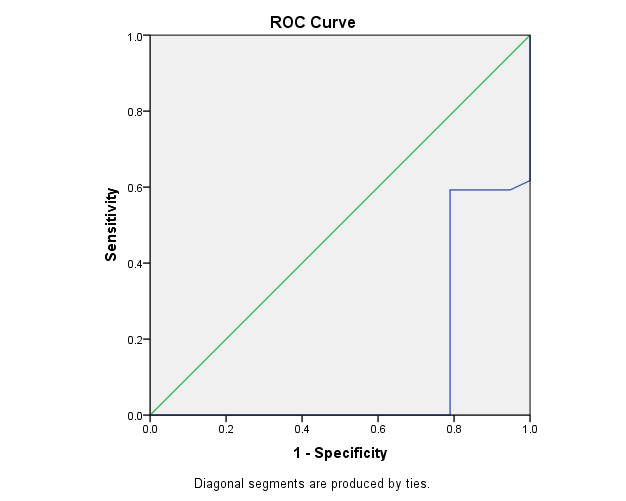 ROC Curve
1.0
0.8
0.6
0.4
0.2
0.0
Sensitivity
0.0 0.2 0.4 0.6 0.8 1.0
1 - Specificity
Diagonal segments are produced by ties.